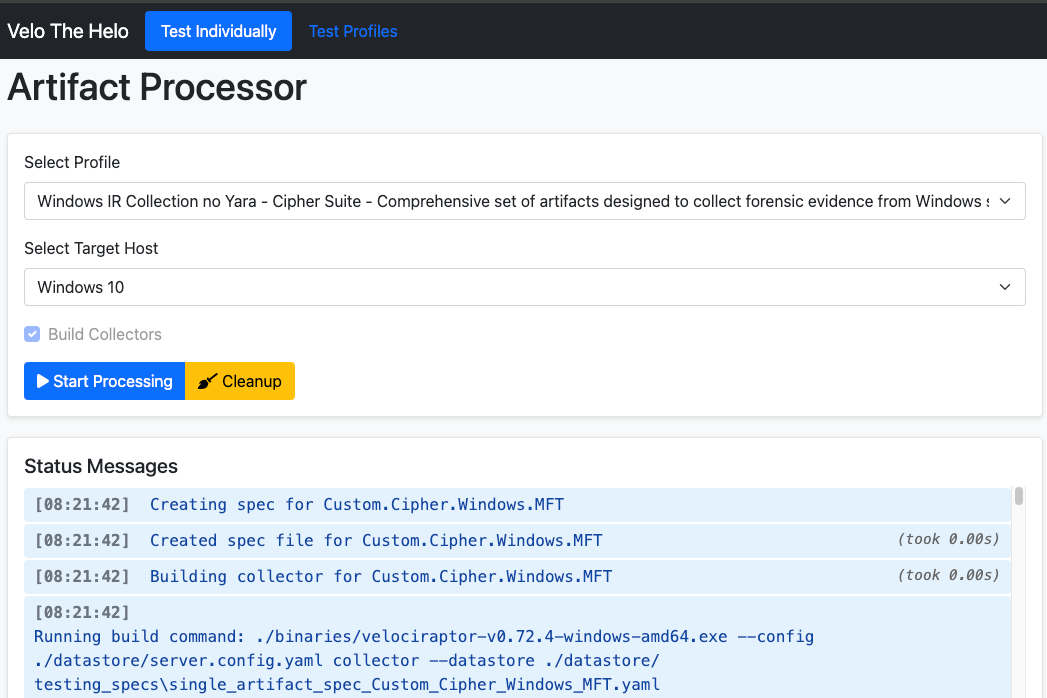 Velo The Helo Test Individually Test Profiles
Artifact Processor
Select Profile
Windows IR Collection no Yara - Cipher Suite - Comprehensive set of artifacts designed to collect forensic evidence from Windows s
Select Target Host
Windows 10
Build Collectors
Start Processing Cleanup
Status Messages
[08:21:42] Creating spec for Custom.Cipher.Windows.MFT
[08:21:42] Created spec file for Custom.Cipher.Windows.MFT (took 0.00s)
[08:21:42] Building collector for Custom.Cipher.Windows.MFT (took 0.00s)
[08:21:42]
Running build command: ./binaries/velociraptor-v0.72.4-windows-amd64.exe --config
./datastore/server.config.yaml collector --datastore ./datastore/
testing_specs\single_artifact_spec_Custom_Cipher_Windows_MFT.yaml